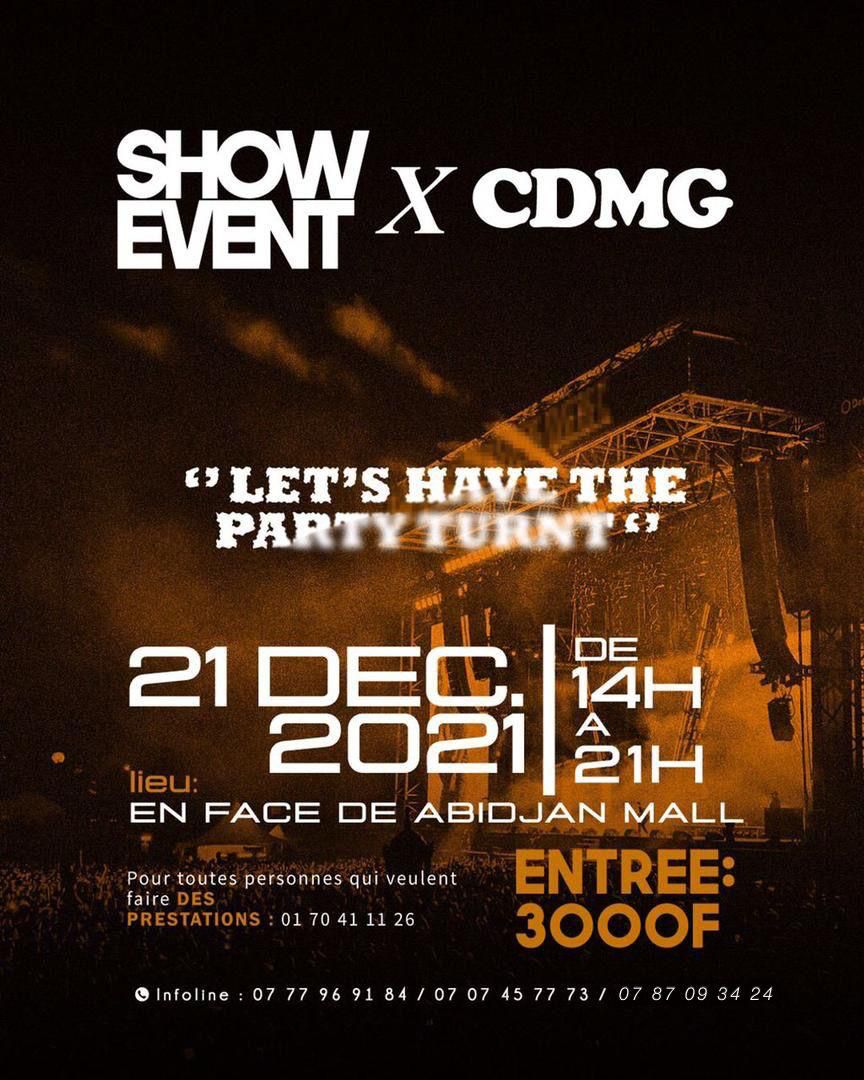 SHOW
EVENT X CDMG
‘’ LET’S HAVE THE
PARTY TURNT ‘’
21 DEC.
2021
DE
14H
A
21H
lieu:
EN FACE DE ABIDJAN MALL
Pour toutes personnes qui veulent
faire DES
PRESTATIONS : 01 70 41 11 26
ENTREE:
3000F
Infoline : 07 77 96 91 84 / 07 07 45 77 73 / 07 87 09 34 24